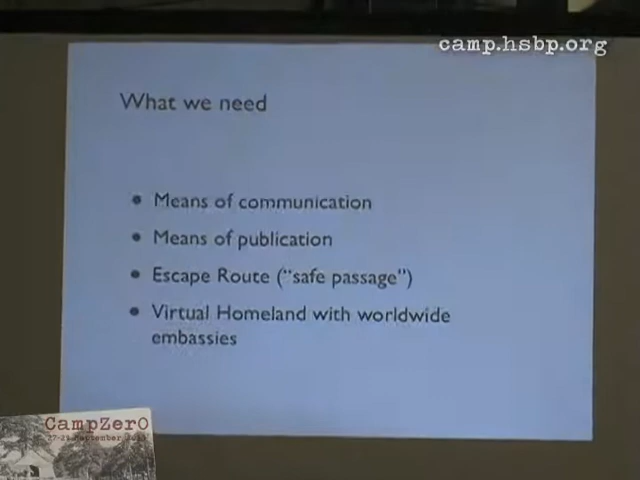 camp.hsbp.org
What we need
• Means of communication
• Means of publication
• Escape Route ("safe passage")
• Virtual Homeland with worldwide
embassies
CampZer0